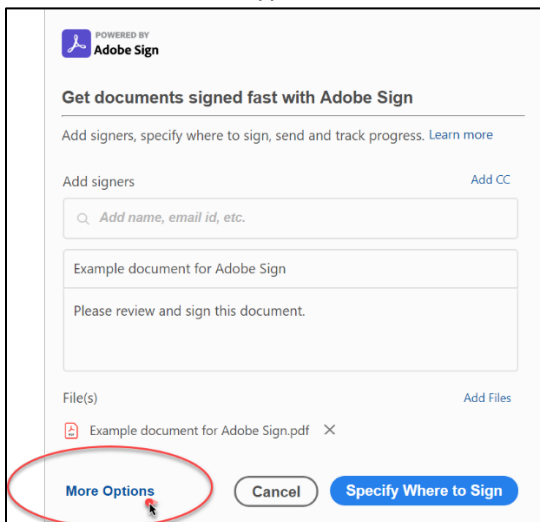 POWERED BY
Adobe Sign
Get documents signed fast with Adobe Sign
Add signers, specify where to sign, send and track progress. Learn more
Add signers Add CC
Add name, email id, etc.
Example document for Adobe Sign
Please review and sign this document.
File(s) Add Files
Example document for Adobe Sign.pdf
More Options Cancel Specify Where to Sign